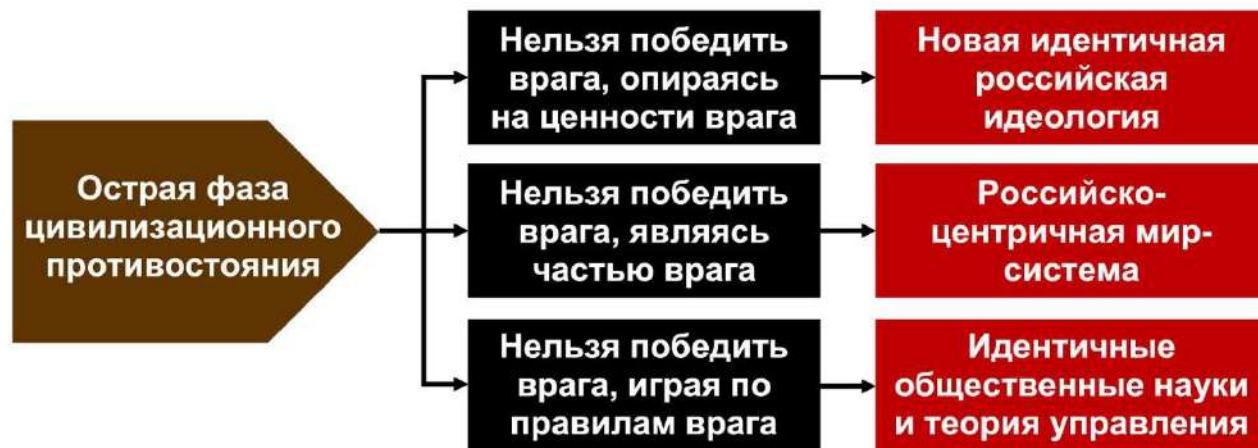 Острая фаза
цивилизационного
противостояния
Нельзя победить
врага, опираясь
на ценности врага
Новая идентичная
российская
идеология
Нельзя победить
врага, являясь
частью врага
Российско-
центричная мир-
система
Нельзя победить
врага, играя по
правилам врага
Идентичные
общественные науки
и теория управления